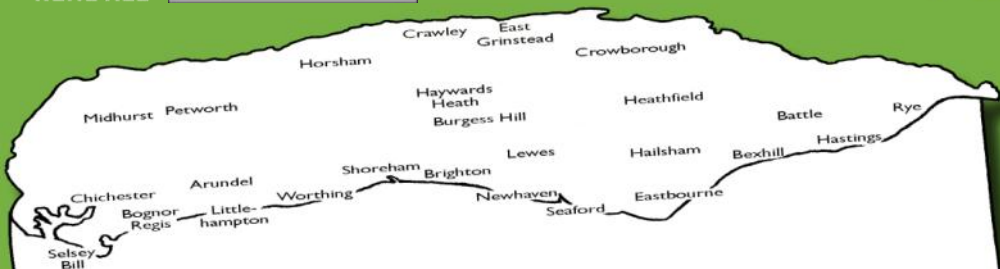 Crawley
East
Grinstead
Crowborough
Horsham
Haywards
Heath
Heathfield
Midhurst
Petworth
Burgess Hill
Battle
Rye
Hastings
Lewes
Hailsham
Bexhill
Shoreham
Brighton
Chichester
Arundel
Worthing
Newhaven
Eastbourne
Bognor
Regis
Little-
hampton
Seaford
Selsey
Bill